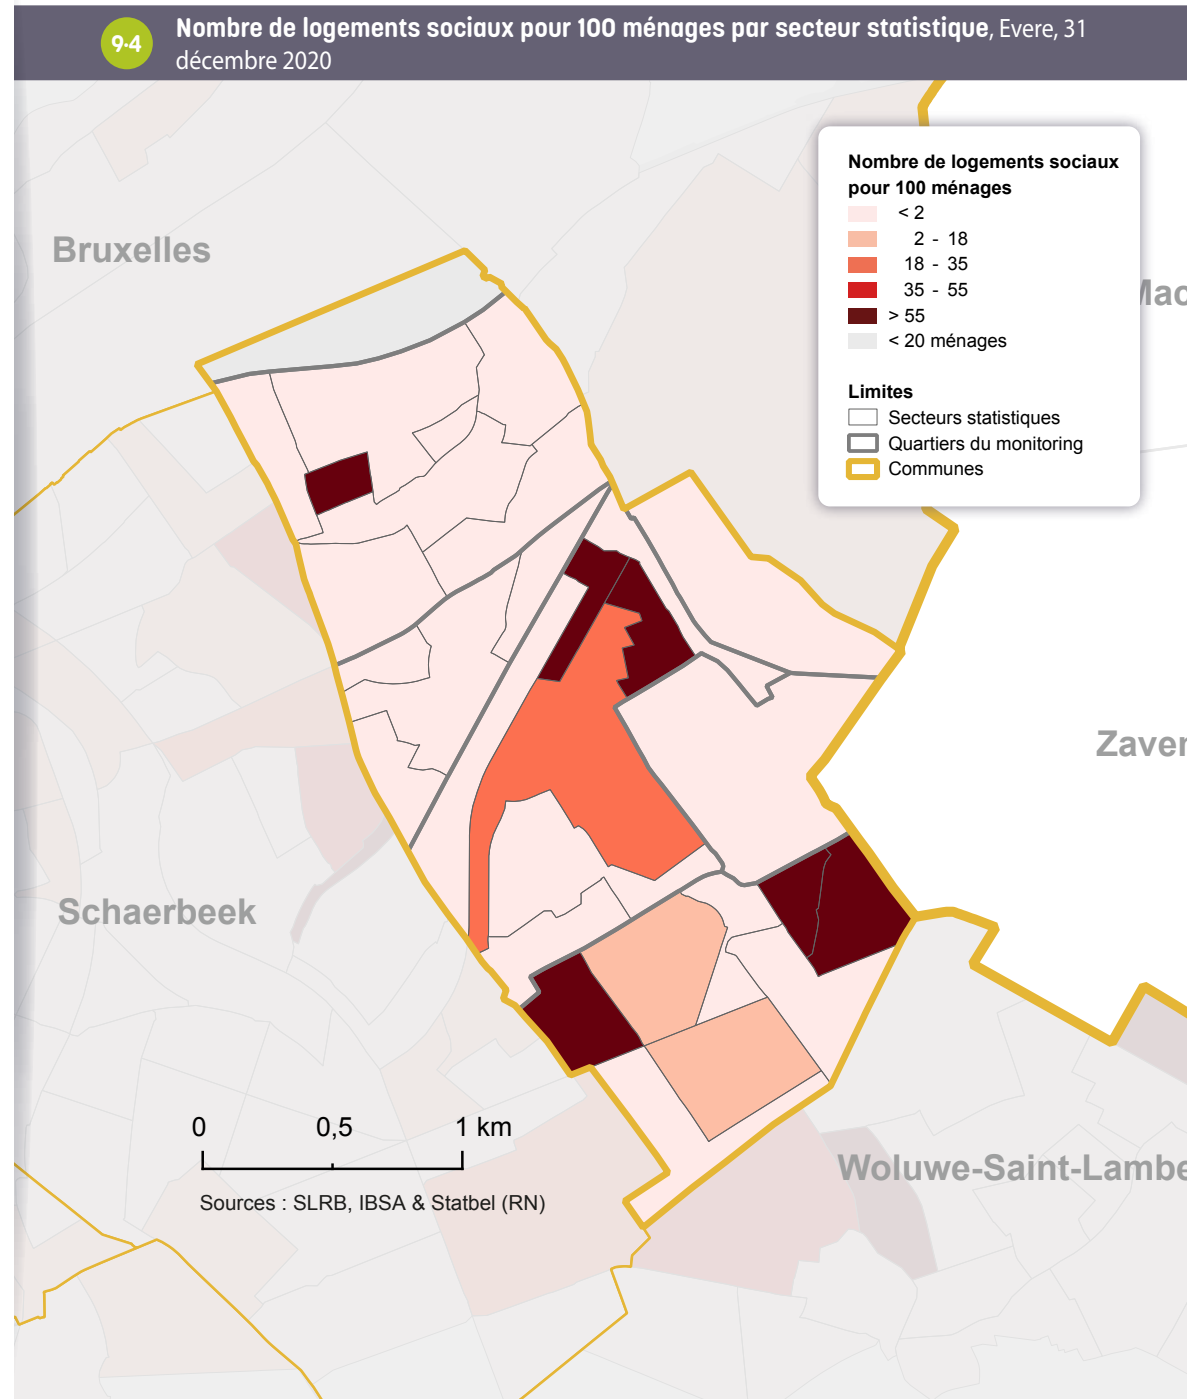 9·4
Nombre de logements sociaux pour 100 ménages par secteur statistique, Evere, 31
décembre 2020
Bruxelles
Nombre de logements sociaux
pour 100 ménages
< 2
2 - 18
18 - 35
35 - 55
> 55
< 20 ménages
Limites
Secteurs statistiques
Quartiers du monitoring
Communes
Mac
Zaven
Schaerbeek
0 0,5 1 km
Woluwe-Saint-Lambe
Sources : SLRB, IBSA & Statbel (RN)